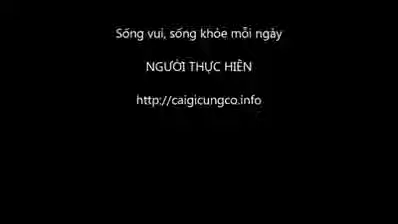 Sống vui, sống khỏe mỗi ngày
NGƯỜI THỰC HIỆN
http://caigicungco.info